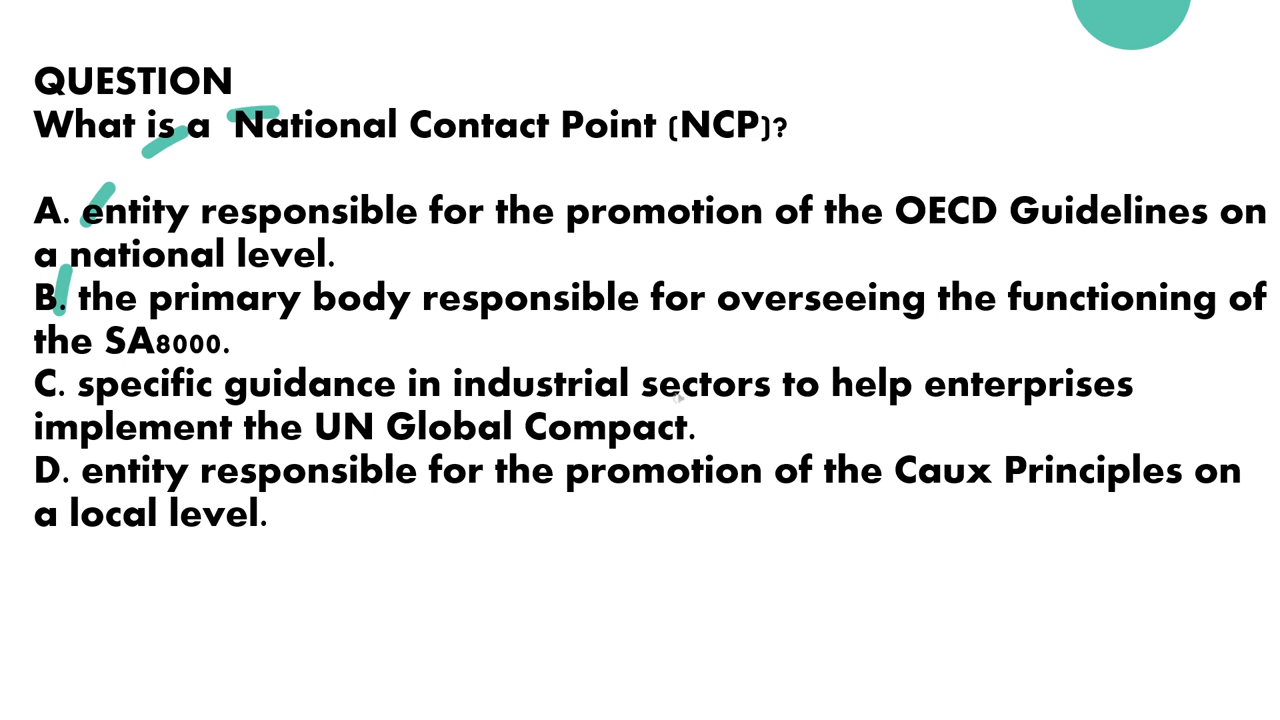 QUESTION
What is a  National Contact Point (NCP)?
A. entity responsible for the promotion of the OECD Guidelines on
a national level.
B. the primary body responsible for overseeing the functioning of
the SA8000.
C. specific guidance in industrial sectors to help enterprises
implement the UN Global Compact.
D. entity responsible for the promotion of the Caux Principles on
a local level.